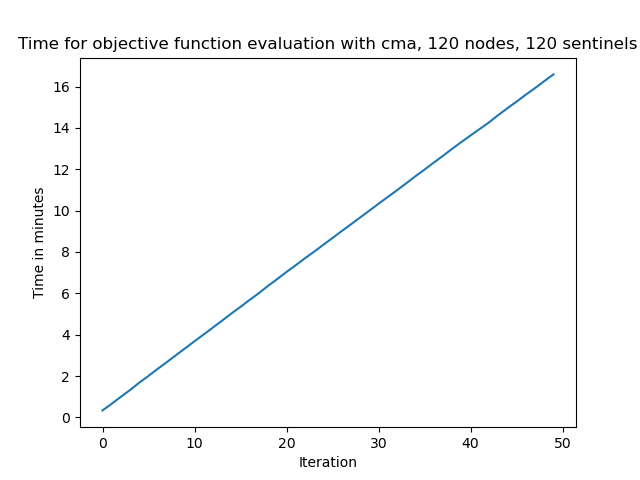 Time for objective function evaluation with cma, 120 nodes, 120 sentinels
16
14
12
10
8
6
4
2
0
Time in minutes
0 10 20 30 40 50
Iteration